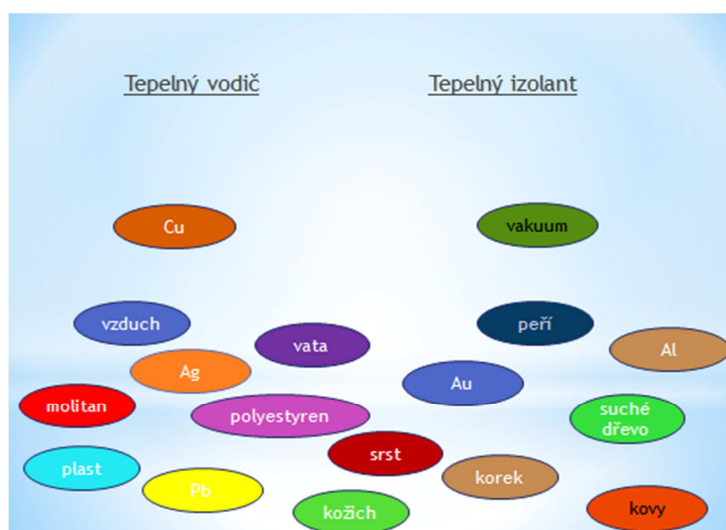 Tepelný vodič
Tepelný izolant
Cu
vakuum
vzduch
peří
vata
Al
Ag
Au
molitan
polyestyren
suché
dřevo
srst
plast
korek
Pb
kožich
kovy